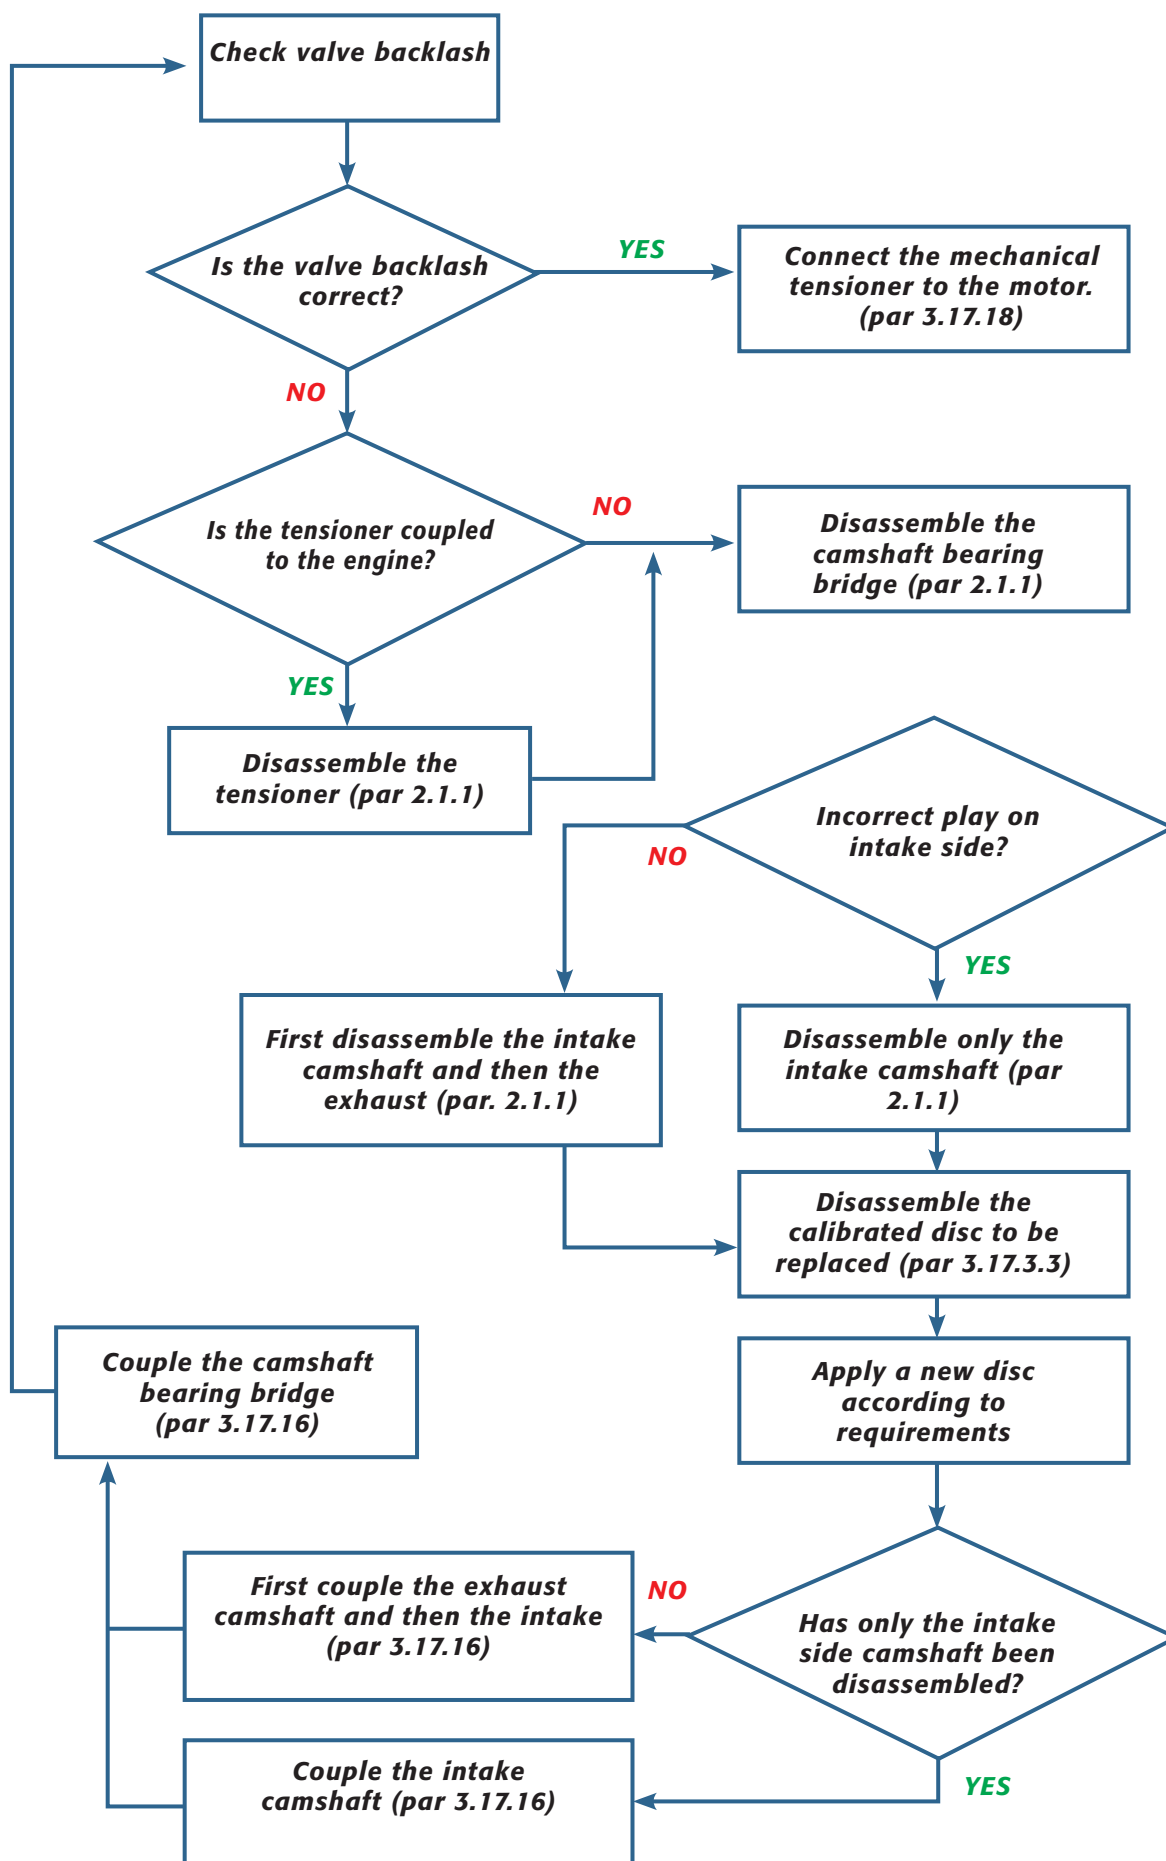 Check valve backlash
Is the valve backlash
correct?
YES
Connect the mechanical
tensioner to the motor.
(par 3.17.18)
NO
Is the tensioner coupled
to the engine?
NO
Disassemble the
camshaft bearing
bridge (par 2.1.1)
YES
Disassemble the
tensioner (par 2.1.1)
Incorrect play on
intake side?
NO
YES
First disassemble the intake
camshaft and then the
exhaust (par. 2.1.1)
Disassemble only the
intake camshaft (par
2.1.1)
Disassemble the
calibrated disc to be
replaced (par 3.17.3.3)
Apply a new disc
according to
requirements
Couple the camshaft
bearing bridge
(par 3.17.16)
Has only the intake
side camshaft been
disassembled?
NO
First couple the exhaust
camshaft and then the intake
(par 3.17.16)
YES
Couple the intake
camshaft (par 3.17.16)